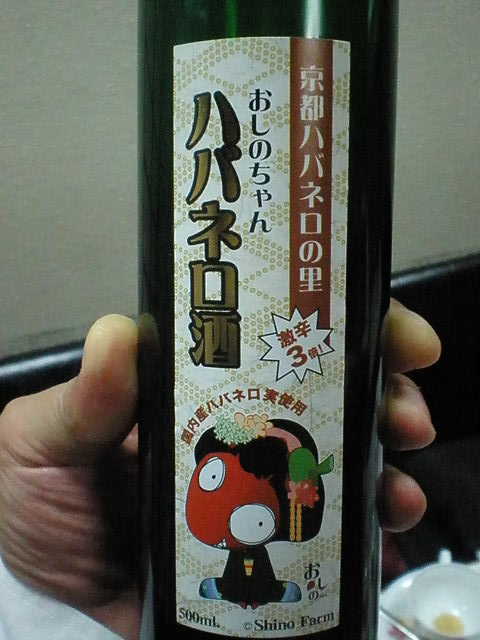 京都ハバネロの里
おしのちゃん
ハバネロ酒
激辛
3倍!
国内産ハバネロ実使用
おしの
500ml
©Shino Farm